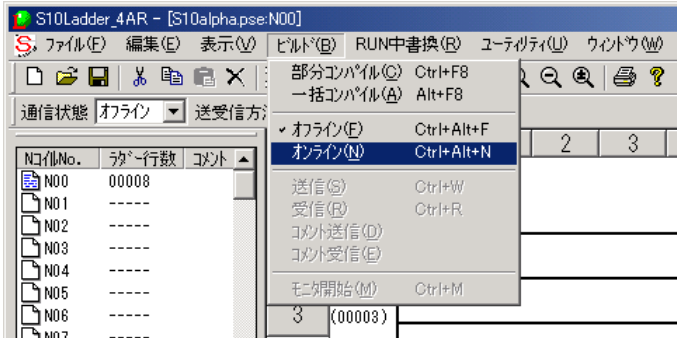 S10Ladder_4AR - [S10alpha.pse:N00]
ﾌｧｲﾙ(F) 編集(E) 表示(V) ﾋﾞﾙﾄﾞ(B) RUN中書換(R) ﾕｰﾃｨﾘﾃｨ(U) ｳｨﾝﾄﾞｳ(W)
部分ｺﾝﾊﾟｲﾙ(C) Ctrl+F8
一括ｺﾝﾊﾟｲﾙ(A) Alt+F8
通信状態 ｵﾌﾗｲﾝ 送受信方
ｵﾌﾗｲﾝ(F) Ctrl+Alt+F
ｵﾝﾗｲﾝ(N) Ctrl+Alt+N
2 3
送信(S) Ctrl+W
受信(R) Ctrl+R
ｺﾒﾝﾄ送信(D)
ｺﾒﾝﾄ受信(E)
ﾓﾆﾀ開始(M) Ctrl+M
NｺｲﾙNo. ﾗﾀﾞｰ行数 ｺﾒﾝﾄ
N00 00008
N01 -----
N02 -----
N03 -----
N04 -----
N05 -----
N06 -----
N07 -----
3 (00003)